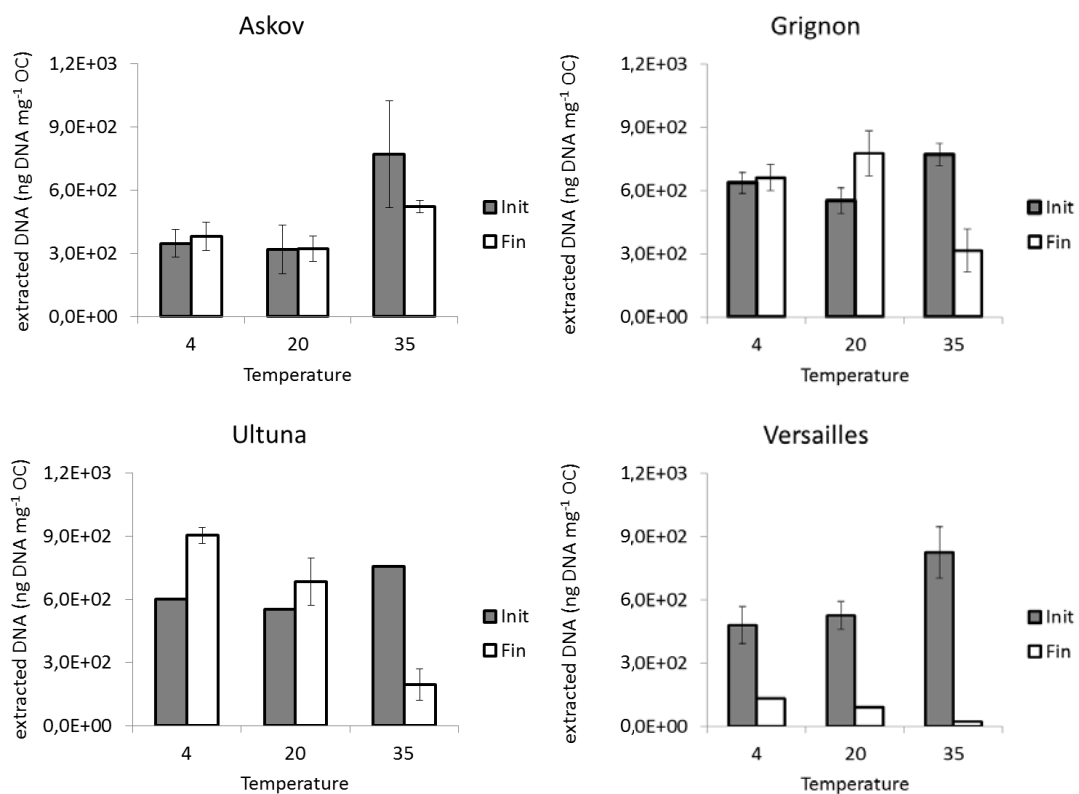 Askov
extracted DNA (ng DNA mg⁻¹ OC)
1,2E+03
9,0E+02
6,0E+02
3,0E+02
0,0E+00
4 20 35
Temperature
Init
Fin
Grignon
extracted DNA (ng DNA mg⁻¹ OC)
1,2E+03
9,0E+02
6,0E+02
3,0E+02
0,0E+00
4 20 35
Temperature
Init
Fin
Ultuna
extracted DNA (ng DNA mg⁻¹ OC)
1,2E+03
9,0E+02
6,0E+02
3,0E+02
0,0E+00
4 20 35
Temperature
Init
Fin
Versailles
extracted DNA (ng DNA mg⁻¹ OC)
1,2E+03
9,0E+02
6,0E+02
3,0E+02
0,0E+00
4 20 35
Temperature
Init
Fin